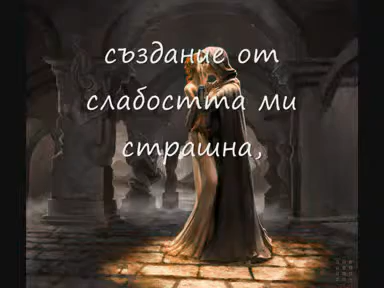 създание от
слабостта ми
страшна,